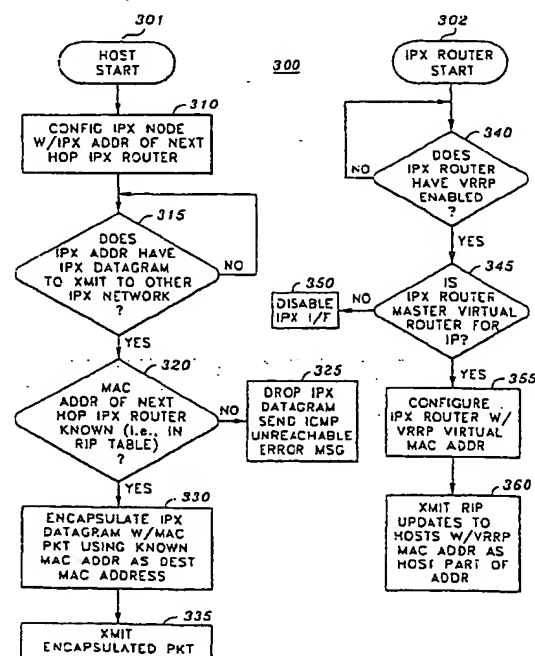 301
HOST
START
310
CONFIG IPX NODE
W/IPX ADDR OF NEXT
HOP IPX ROUTER
315
DOES
IPX ADDR HAVE
IPX DATAGRAM
TO XMIT TO OTHER
IPX NETWORK
?
NO
YES
320
MAC
ADDR OF NEXT
HOP IPX ROUTER
KNOWN (i.e., IN
RIP TABLE)
?
NO
325
DROP IPX
DATAGRAM
SEND ICMP
UNREACHABLE
ERROR MSG
YES
330
ENCAPSULATE IPX
DATAGRAM W/MAC
PKT USING KNOWN
MAC ADDR AS DEST
MAC ADDRESS
335
XMIT
ENCAPSULATED PKT
300
302
IPX ROUTER
START
340
DOES
IPX ROUTER
HAVE VRRP
ENABLED
?
NO
YES
345
IS
IPX ROUTER
MASTER VIRTUAL
ROUTER FOR
IP?
NO
350
DISABLE
IPX I/F
YES
355
CONFIGURE
IPX ROUTER W/
VRRP VIRTUAL
MAC ADDR
360
XMIT RIP
UPDATES TO
HOSTS W/VRRP
MAC ADDR AS
HOST PART OF
ADDR